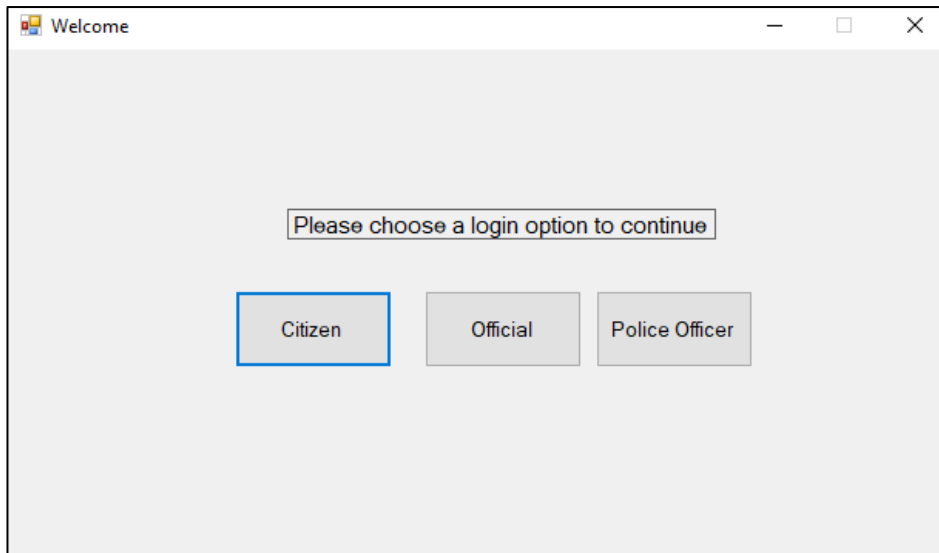 Welcome
Please choose a login option to continue
Citizen
Official
Police Officer